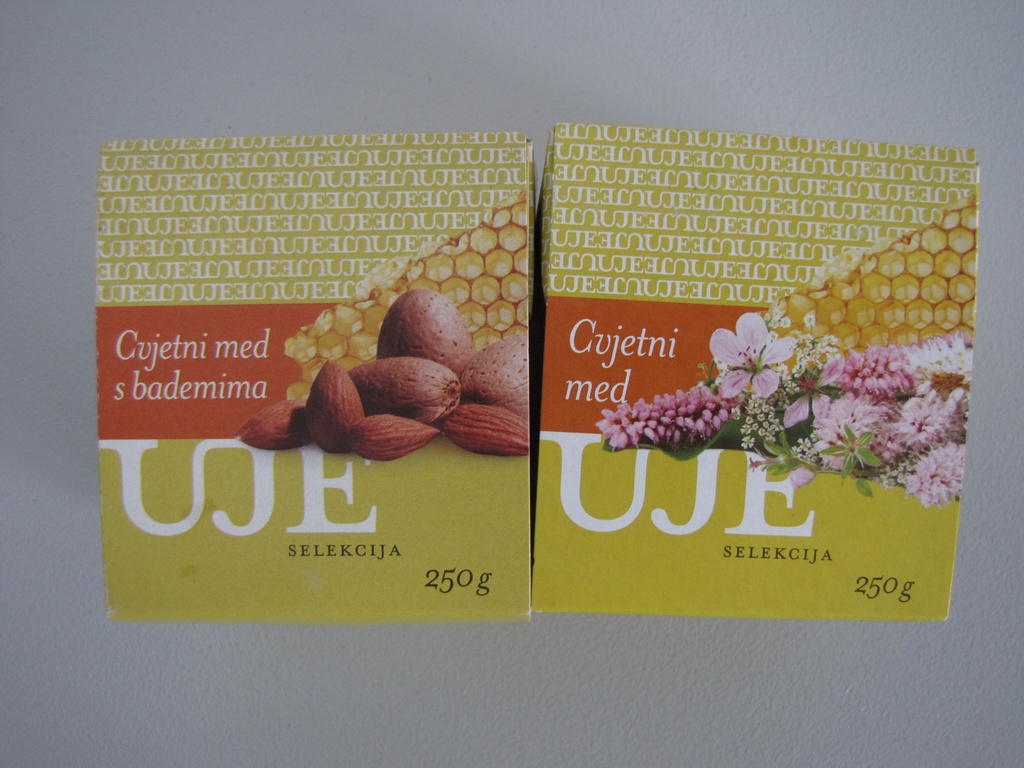 Cvjetni med
s bademima
UJE
SELEKCIJA
250 g
Cvjetni
med
UJE
SELEKCIJA
250 g